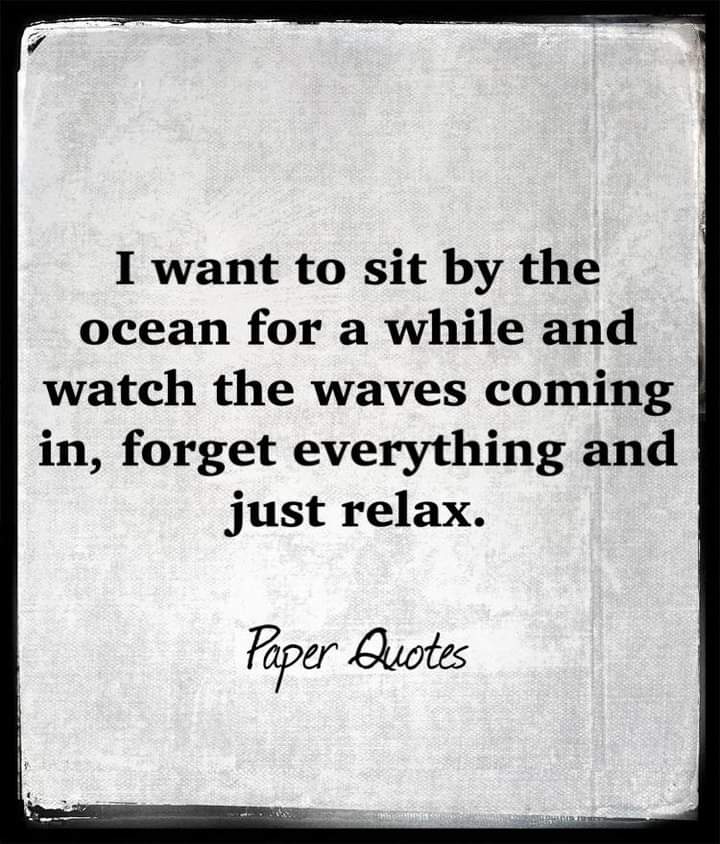 I want to sit by the
ocean for a while and
watch the waves coming
in, forget everything and
just relax.
Paper Quotes